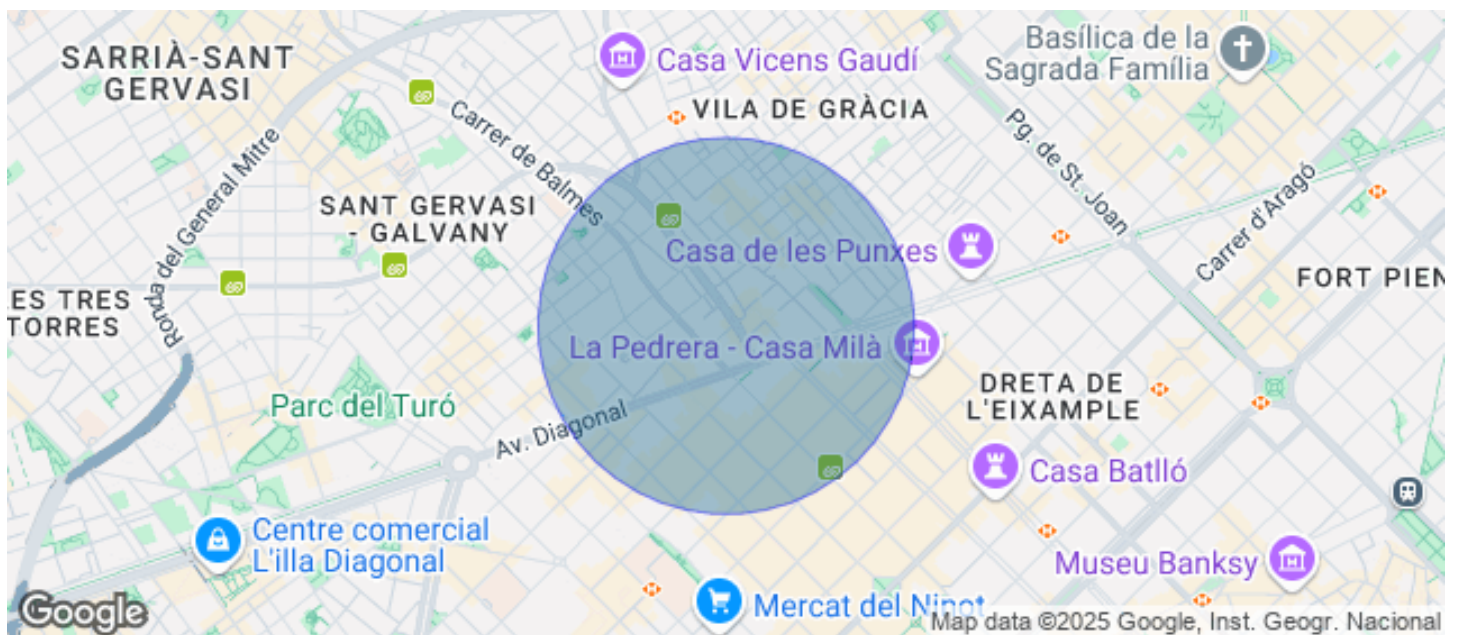 SARRIÀ-SANT
GERVASI
Casa Vicens Gaudí
Basílica de la
Sagrada Família
VILA DE GRÀCIA
Carrer de Balmes
Pg. de St. Joan
Ronda del General Mitre
Carrer d'Aragó
SANT GERVASI
- GALVANY
Casa de les Punxes
FORT PIEN
ES TRES
TORRES
La Pedrera - Casa Milà
DRETA DE
L'EIXAMPLE
Parc del Turó
Av. Diagonal
Casa Batlló
Centre comercial
L'illa Diagonal
Museu Banksy
Mercat del Ninot
Google
Map data ©2025 Google, Inst. Geogr. Nacional